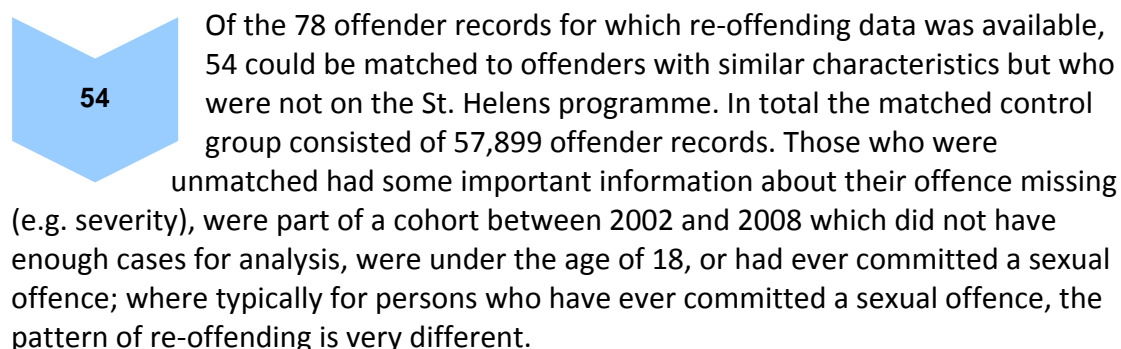 Of the 78 offender records for which re-offending data was available,
54 could be matched to offenders with similar characteristics but who
54
were not on the St. Helens programme. In total the matched control
group consisted of 57,899 offender records. Those who were
unmatched had some important information about their offence missing
(e.g. severity), were part of a cohort between 2002 and 2008 which did not have
enough cases for analysis, were under the age of 18, or had ever committed a sexual
offence; where typically for persons who have ever committed a sexual offence, the
pattern of re-offending is very different.